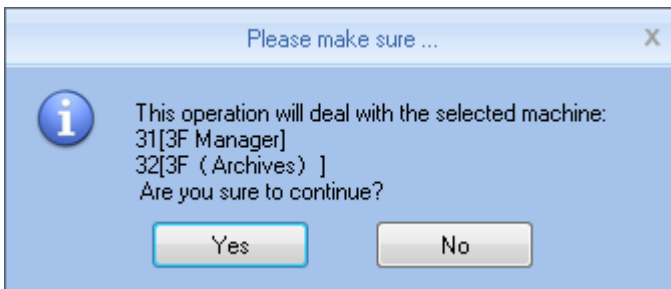 Please make sure ...
X
This operation will deal with the selected machine:
31[3F Manager]
32[3F（Archives）]
Are you sure to continue?
Yes
No